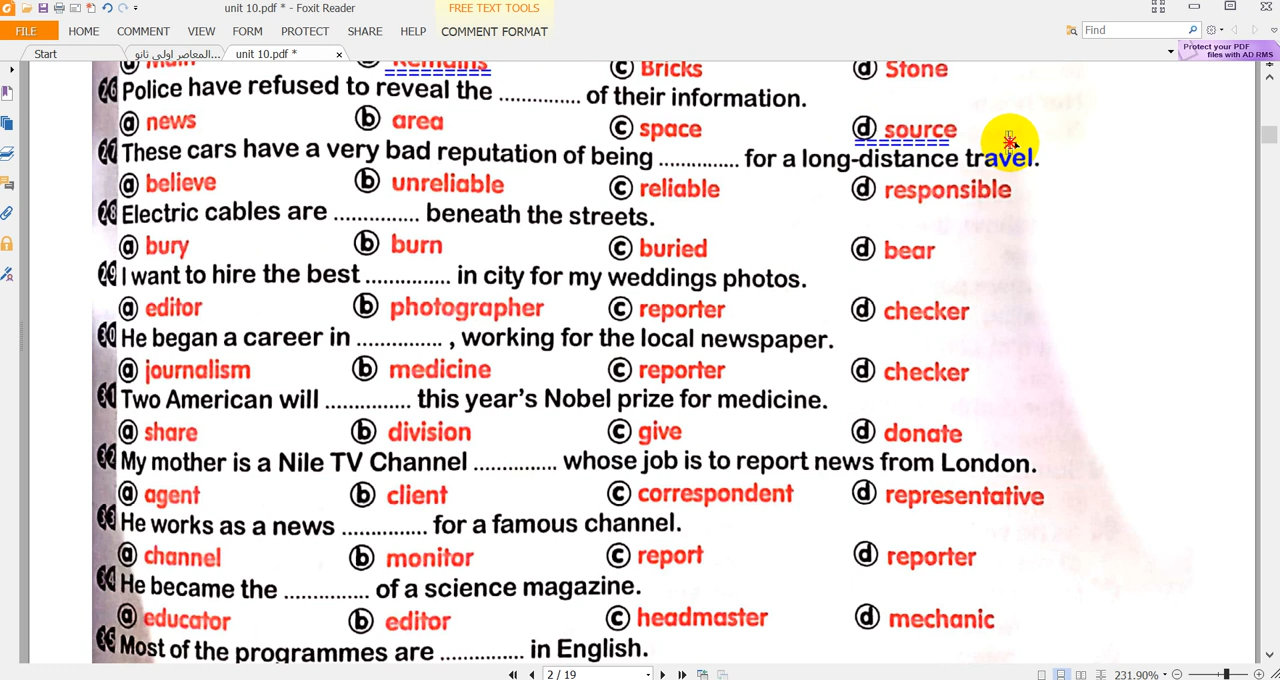 unit 10.pdf * - Foxit Reader
FREE TEXT TOOLS
FILE HOME COMMENT VIEW FORM PROTECT SHARE HELP COMMENT FORMAT
Find
Start المعاصر اولى ثانو... unit 10.pdf * ×
Protect your PDF
files with AD RMS
ⓐ Main Remains ⓒ Bricks ⓓ Stone
26 Police have refused to reveal the .............. of their information.
ⓐ news ⓑ area ⓒ space ⓓ source
27 These cars have a very bad reputation of being .............. for a long-distance travel.
ⓐ believe ⓑ unreliable ⓒ reliable ⓓ responsible
28 Electric cables are .............. beneath the streets.
ⓐ bury ⓑ burn ⓒ buried ⓓ bear
29 I want to hire the best .............. in city for my weddings photos.
ⓐ editor ⓑ photographer ⓒ reporter ⓓ checker
30 He began a career in .............. , working for the local newspaper.
ⓐ journalism ⓑ medicine ⓒ reporter ⓓ checker
31 Two American will .............. this year's Nobel prize for medicine.
ⓐ share ⓑ division ⓒ give ⓓ donate
32 My mother is a Nile TV Channel .............. whose job is to report news from London.
ⓐ agent ⓑ client ⓒ correspondent ⓓ representative
33 He works as a news .............. for a famous channel.
ⓐ channel ⓑ monitor ⓒ report ⓓ reporter
34 He became the .............. of a science magazine.
ⓐ educator ⓑ editor ⓒ headmaster ⓓ mechanic
35 Most of the programmes are .............. in English.
2 / 19
231.90%